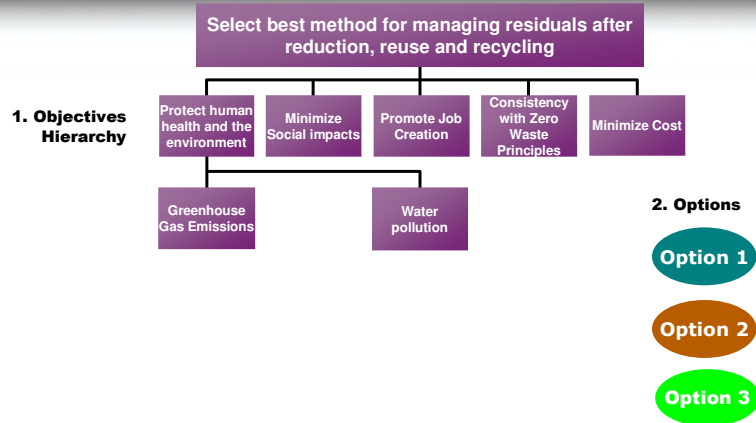 Select best method for managing residuals after
reduction, reuse and recycling
1. Objectives
Hierarchy
Protect human
health and the
environment
Minimize
Social impacts
Promote Job
Creation
Consistency
with Zero
Waste
Principles
Minimize Cost
Greenhouse
Gas Emissions
Water
pollution
2. Options
Option 1
Option 2
Option 3